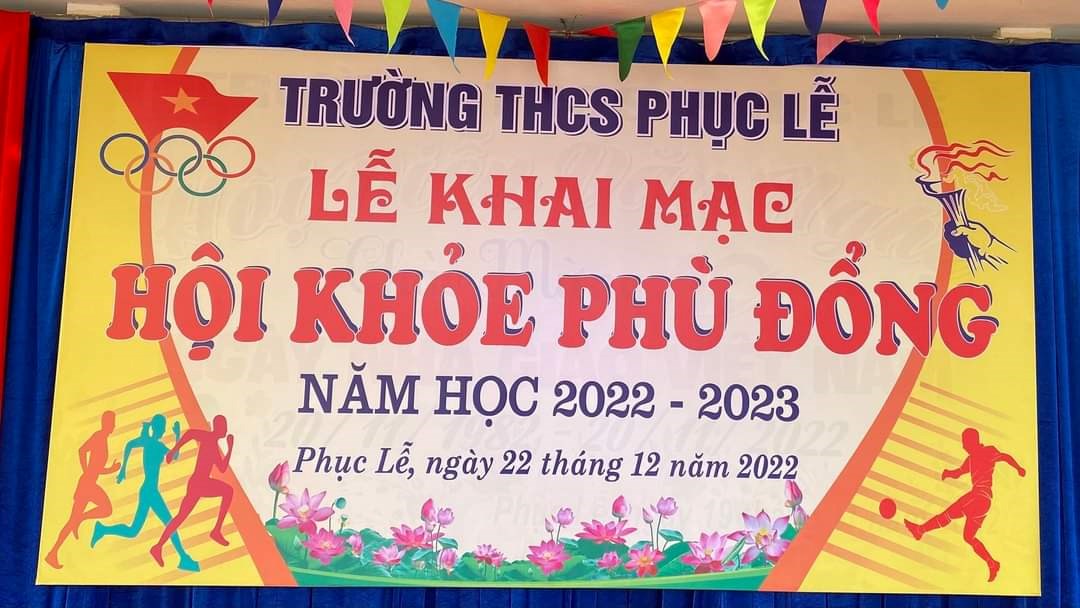 TRƯỜNG THCS PHỤC LỄ
LỄ KHAI MẠC
HỘI KHỎE PHÙ ĐỔNG
NĂM HỌC 2022 - 2023
Phục Lễ, ngày 22 tháng 12 năm 2022